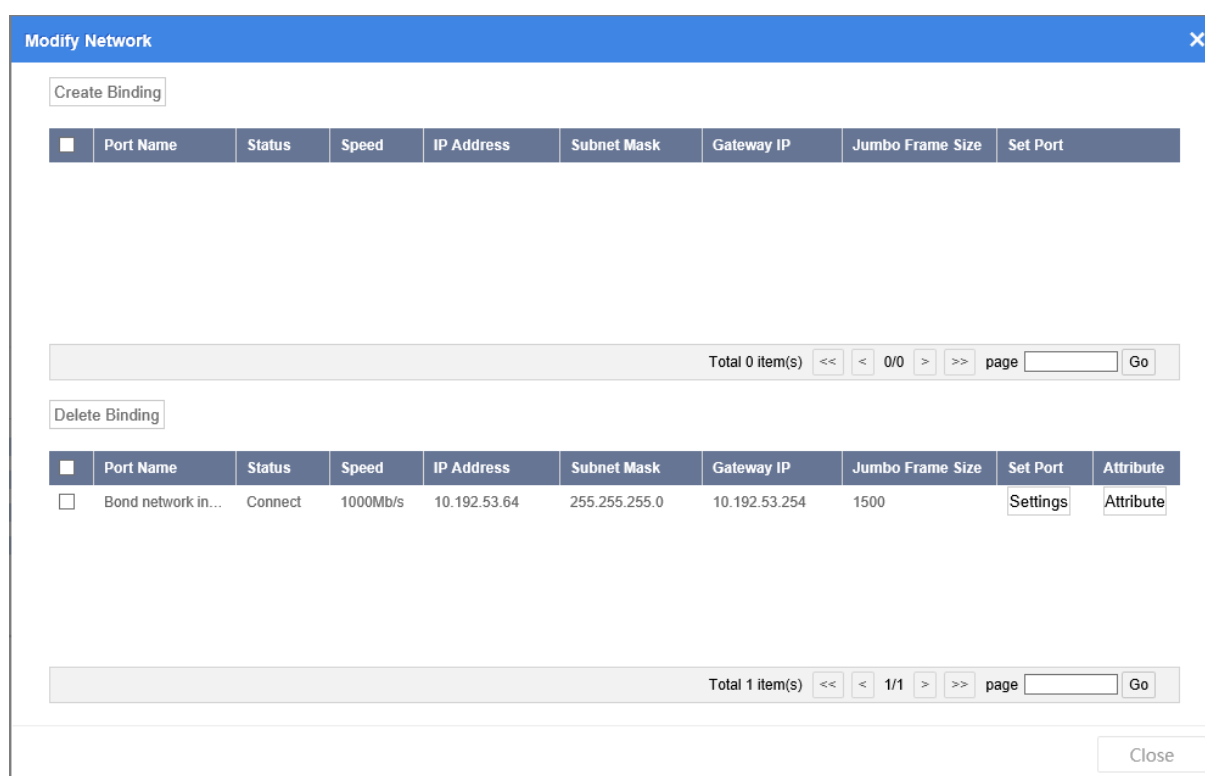 Modify Network
Create Binding
Port Name Status Speed IP Address Subnet Mask Gateway IP Jumbo Frame Size Set Port
Total 0 item(s) << < 0/0 > >> page Go
Delete Binding
Port Name Status Speed IP Address Subnet Mask Gateway IP Jumbo Frame Size Set Port Attribute
Bond network in... Connect 1000Mb/s 10.192.53.64 255.255.255.0 10.192.53.254 1500 Settings Attribute
Total 1 item(s) << < 1/1 > >> page Go
Close